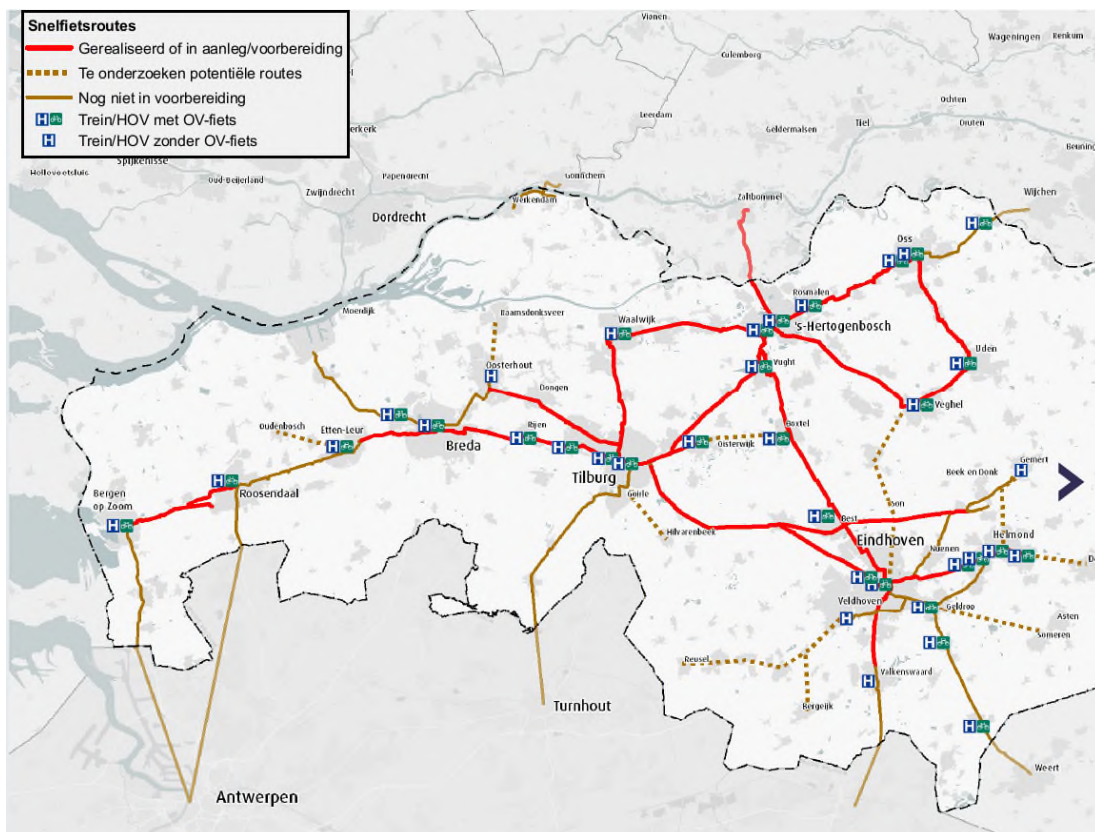 Snelfietsroutes
Gerealiseerd of in aanleg/voorbereiding
Te onderzoeken potentiële routes
Nog niet in voorbereiding
H Trein/HOV met OV-fiets
H Trein/HOV zonder OV-fiets
Vianen
Culemborg
Wageningen
Renkum
Leerdam
Geldermalsen
Tiel
Ochten
Druten
Beuning
Spijkenisse
Hellevoetsluis
Oud-Beijerland
Zwijndrecht
Papendrecht
Gorinchem
Werkendam
Dordrecht
Zaltbommel
Wijchen
Oss
Rosmalen
Moerdijk
Raamsdonksveer
Waalwijk
's-Hertogenbosch
Vught
Uden
Oosterhout
Dongen
Veghel
Oudenbosch
Etten-Leur
Breda
Rijen
Oisterwijk
Boxtel
Tilburg
Goirle
Beek en Donk
Gemert
Bergen
op Zoom
Roosendaal
Hilvarenbeek
Best
Son
Eindhoven
Nuenen
Helmond
De
Veldhoven
Geldrop
Asten
Someren
Reusel
Valkenswaard
Bergeijk
Turnhout
Weert
Antwerpen